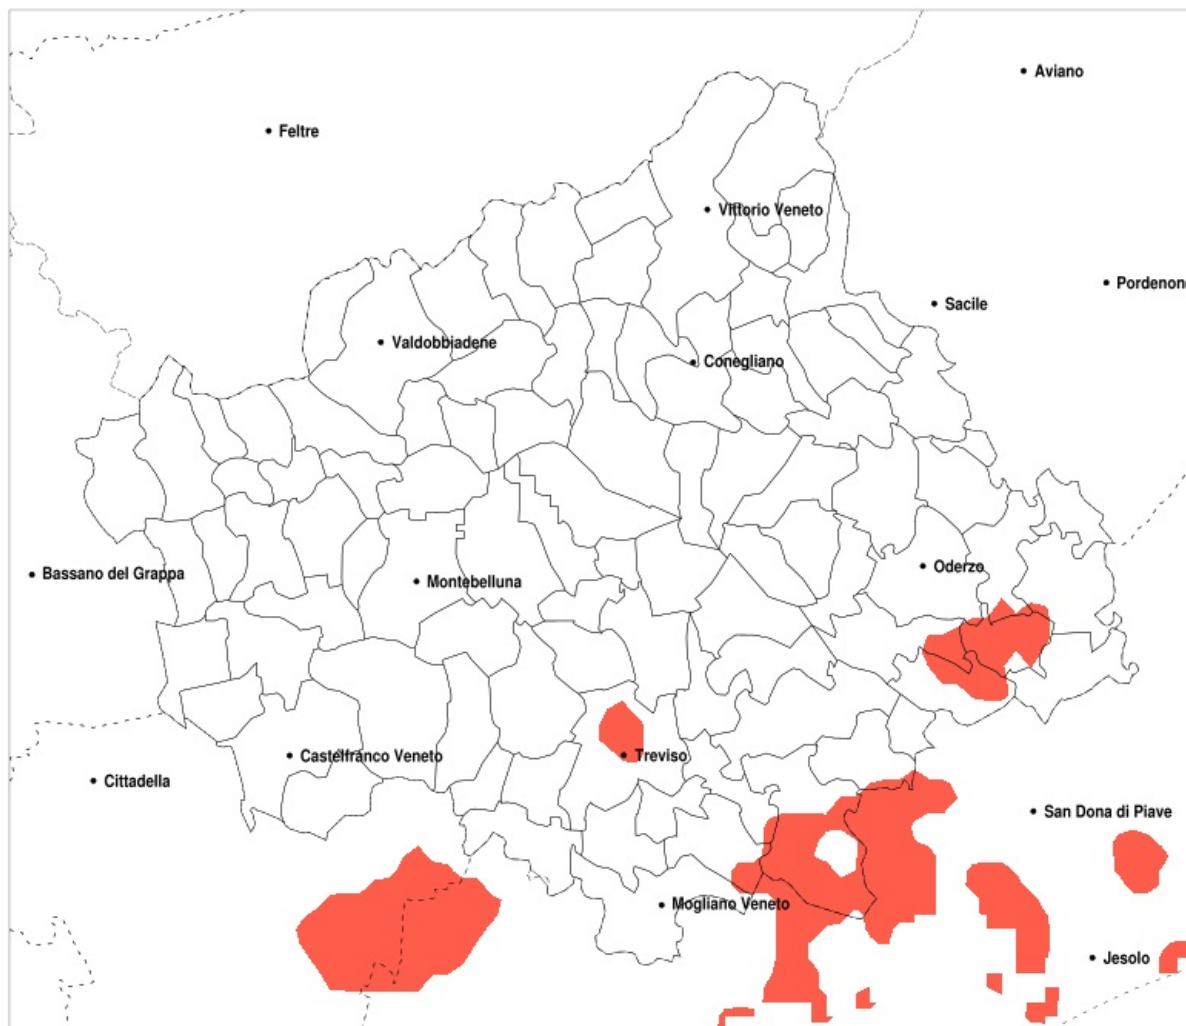 Aviano
Feltre
Vittorio Veneto
Pordenon
Sacile
Valdobbiadene
Conegliano
Bassano del Grappa
Montebelluna
Oderzo
Castelfranco Veneto
Treviso
Cittadella
San Dona di Piave
Mogliano Veneto
Jesolo